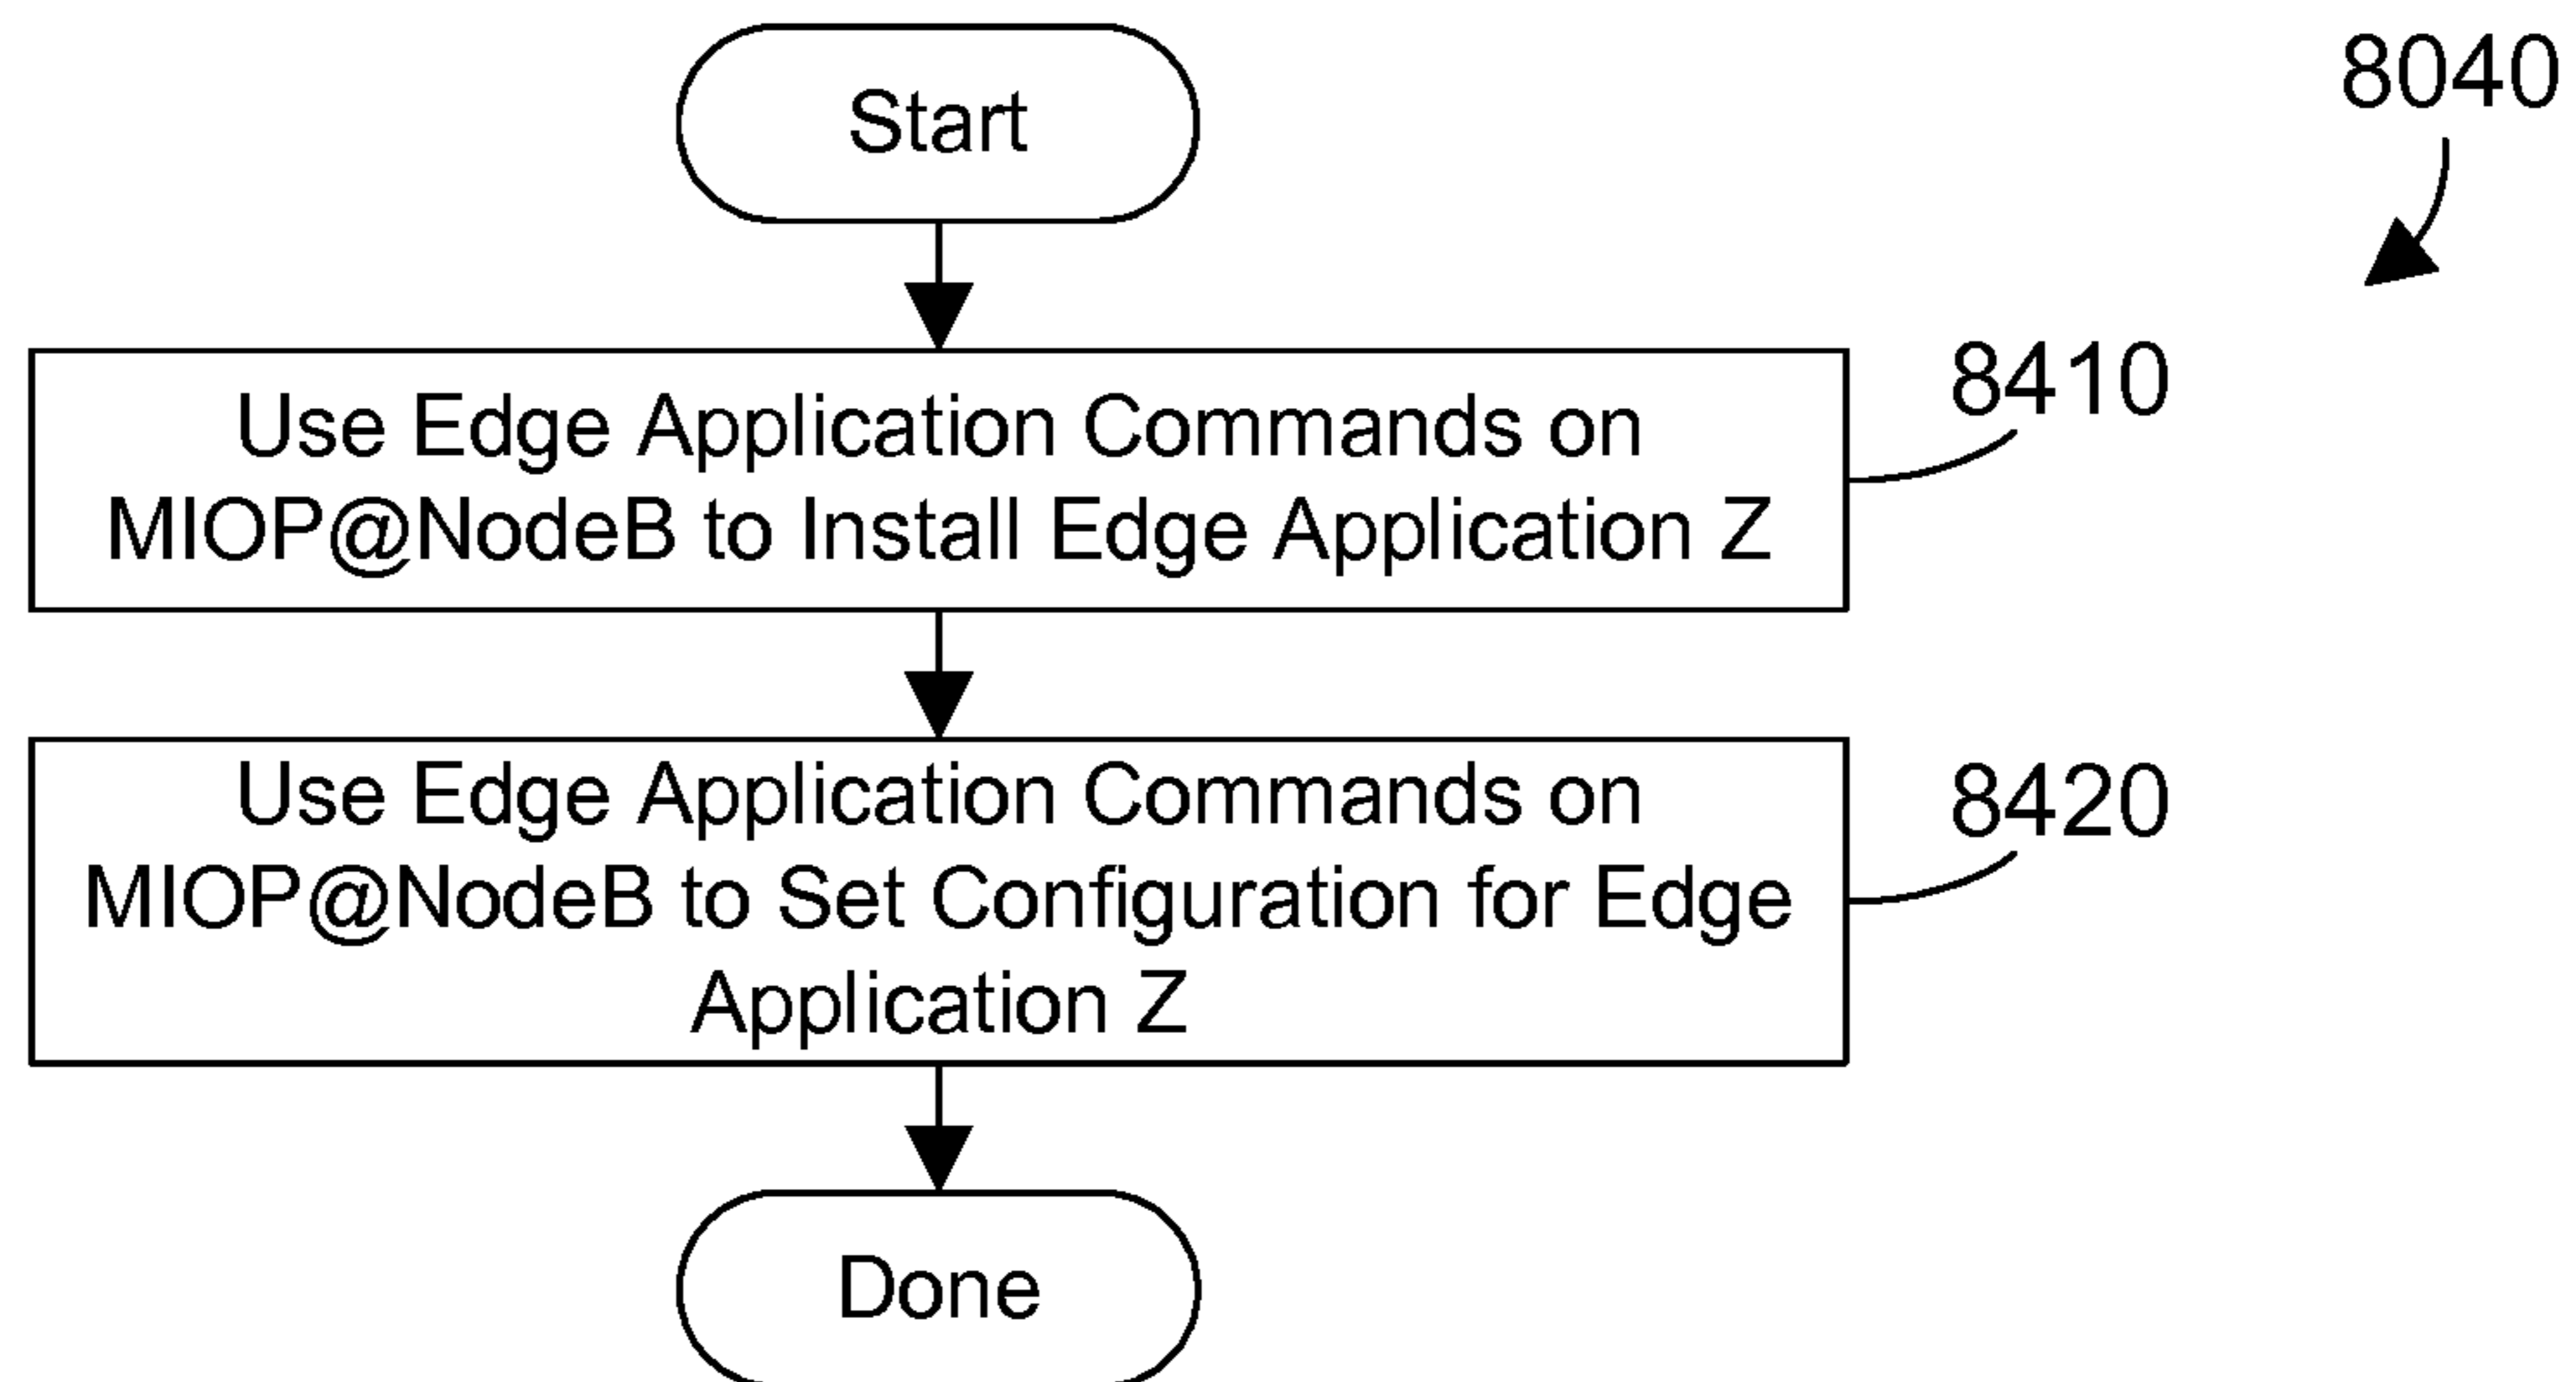 Start
8040
8410
Use Edge Application Commands on
MIOP@NodeB to Install Edge Application Z
8420
Use Edge Application Commands on
MIOP@NodeB to Set Configuration for Edge
Application Z
Done